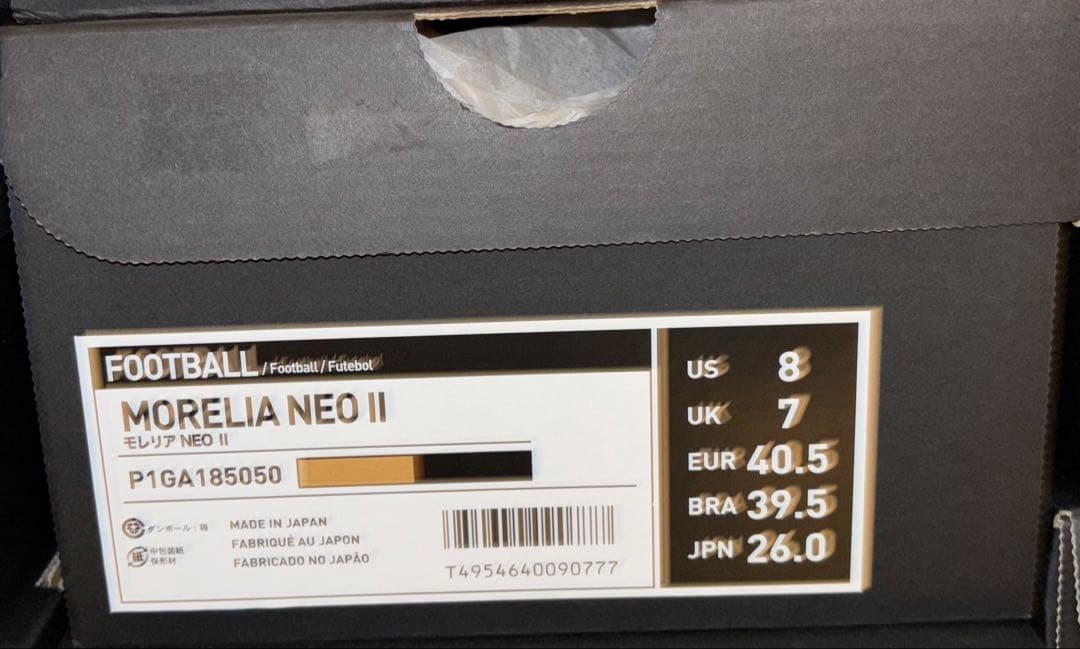 FOOTBALL / Football / Futebol
MORELIA NEO II
モレリア NEO II
P1GA185050
ダンボール:箱
紙
中包装紙
保形材
MADE IN JAPAN
FABRIQUÉ AU JAPON
FABRICADO NO JAPÃO
T4954640090777
US 8
UK 7
EUR 40.5
BRA 39.5
JPN 26.0